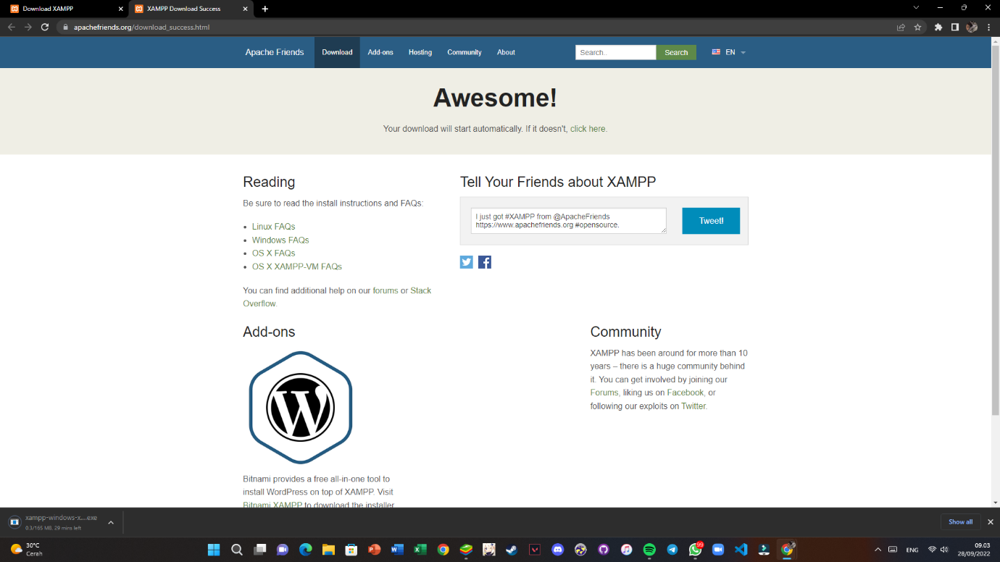 Download XAMPP
XAMPP Download Success
apachefriends.org/download_success.html
Apache Friends
Download
Add-ons
Hosting
Community
About
Search..
Search
EN
Awesome!
Your download will start automatically. If it doesn't, click here.
Reading
Be sure to read the install instructions and FAQs:
Linux FAQs
Windows FAQs
OS X FAQs
OS X XAMPP-VM FAQs
You can find additional help on our forums or Stack
Overflow.
Tell Your Friends about XAMPP
I just got #XAMPP from @ApacheFriends
https://www.apachefriends.org #opensource.
Tweet!
Add-ons
Bitnami provides a free all-in-one tool to
install WordPress on top of XAMPP. Visit
Bitnami XAMPP to download the installer
Community
XAMPP has been around for more than 10
years – there is a huge community behind
it. You can get involved by joining our
Forums, liking us on Facebook, or
following our exploits on Twitter.
xampp-windows-x....exe
0.3/165 MB, 29 mins left
Show all
30°C
Cerah
99
ENG
09.03
28/09/2022